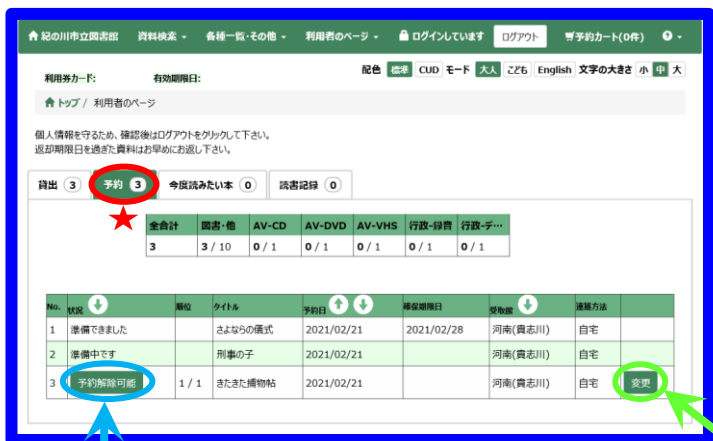 紀の川市立図書館 資料検索 各種一覧・その他 利用者のページ ログインしています ログアウト 予約カート(0件)
利用券カード: 有効期限日: 配色 標準 CUD モード 大人 こども English 文字の大きさ 小 中 大
トップ / 利用者のページ
個人情報を守るため、確認後はログアウトをクリックして下さい。
返却期限日を過ぎた資料はお早めにお返し下さい。
貸出 3 予約 3 今度読みたい本 0 読書記録 0
全合計 図書・他 AV-CD AV-DVD AV-VHS 行政-録音 行政-デ…
3 3 / 10 0 / 1 0 / 1 0 / 1 0 / 1 0 / 1
No. 状況 順位 タイトル 予約日 確保期限日 受取館 連絡方法
1 準備できました さよならの儀式 2021/02/21 2021/02/28 河南(貴志川) 自宅
2 準備中です 刑事の子 2021/02/21 河南(貴志川) 自宅
3 予約解除可能 1 / 1 きたきた捕物帖 2021/02/21 河南(貴志川) 自宅 変更